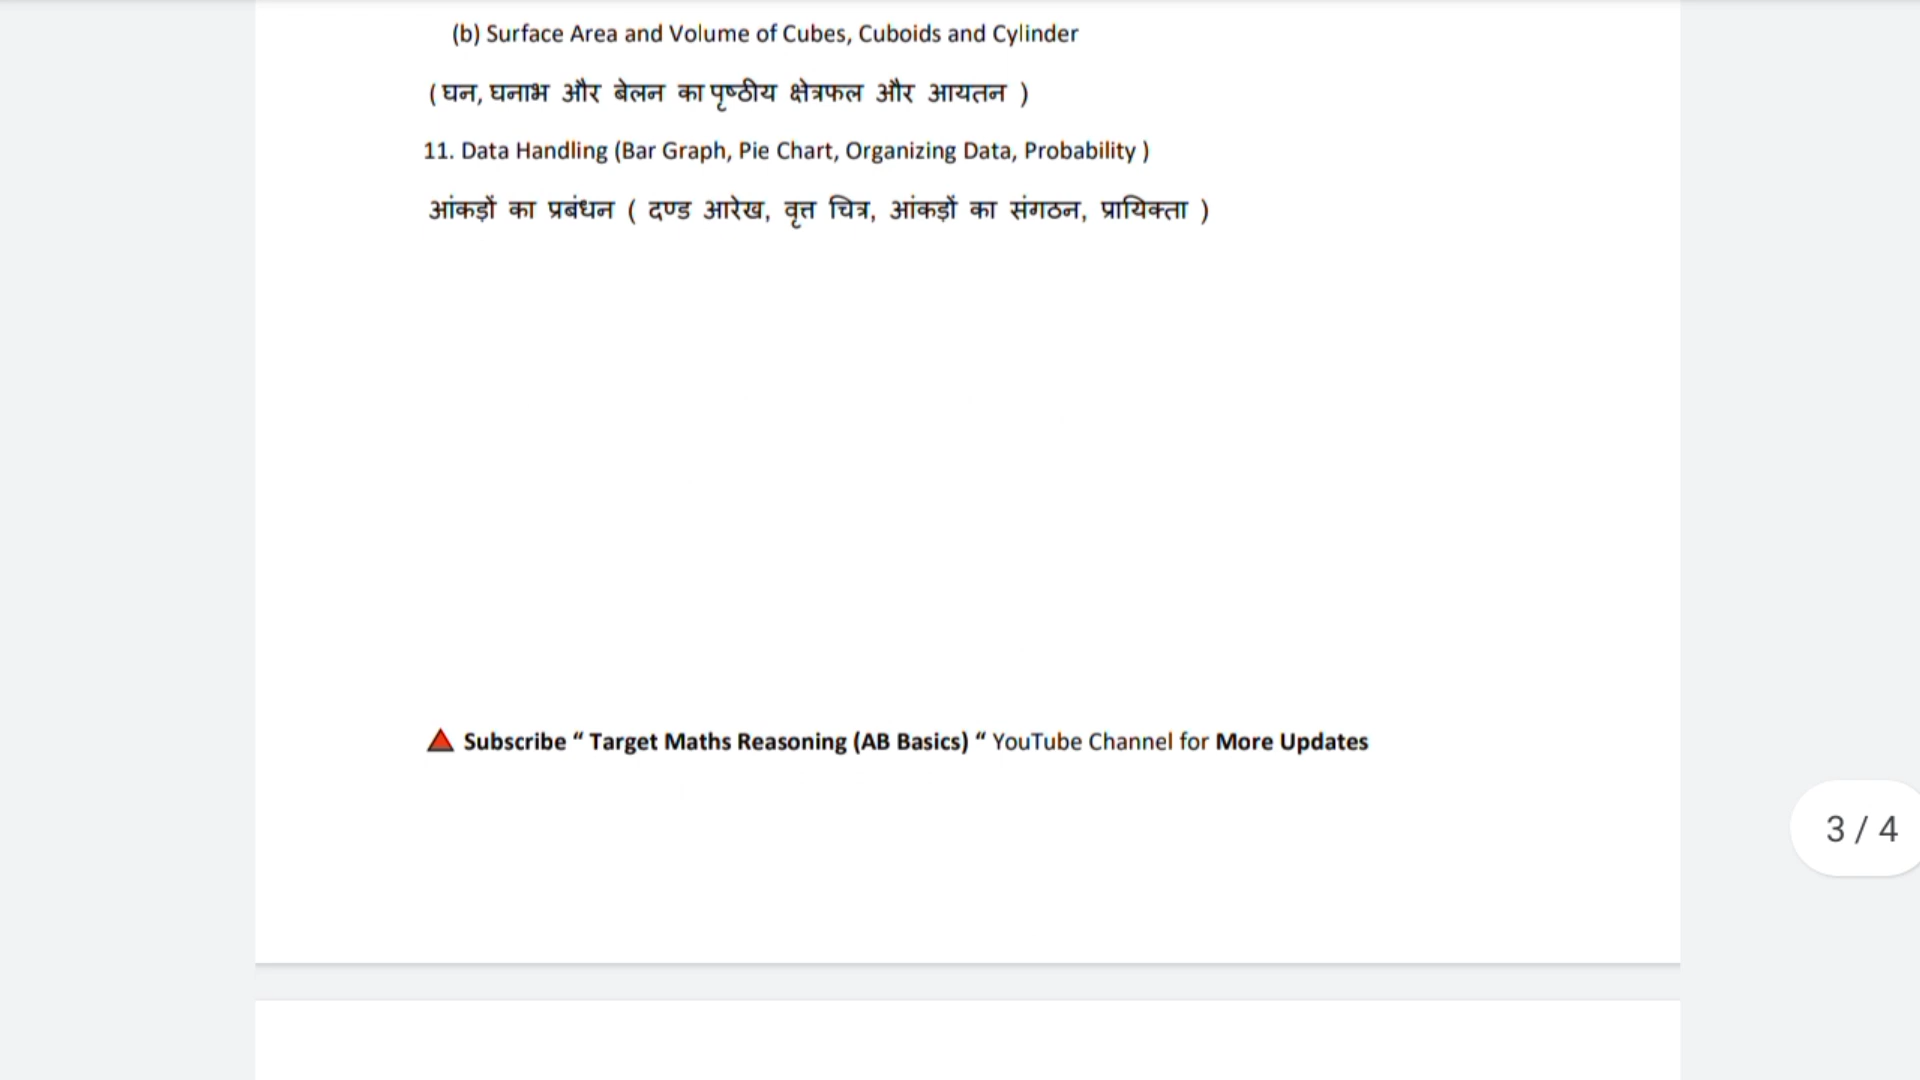 (b) Surface Area and Volume of Cubes, Cuboids and Cylinder
( घन, घनाभ और बेलन का पृष्ठीय क्षेत्रफल और आयतन )
11. Data Handling (Bar Graph, Pie Chart, Organizing Data, Probability )
आंकड़ों का प्रबंधन ( दण्ड आरेख, वृत्त चित्र, आंकड़ों का संगठन, प्रायिक्ता )
Subscribe “ Target Maths Reasoning (AB Basics) “ YouTube Channel for More Updates
3 / 4